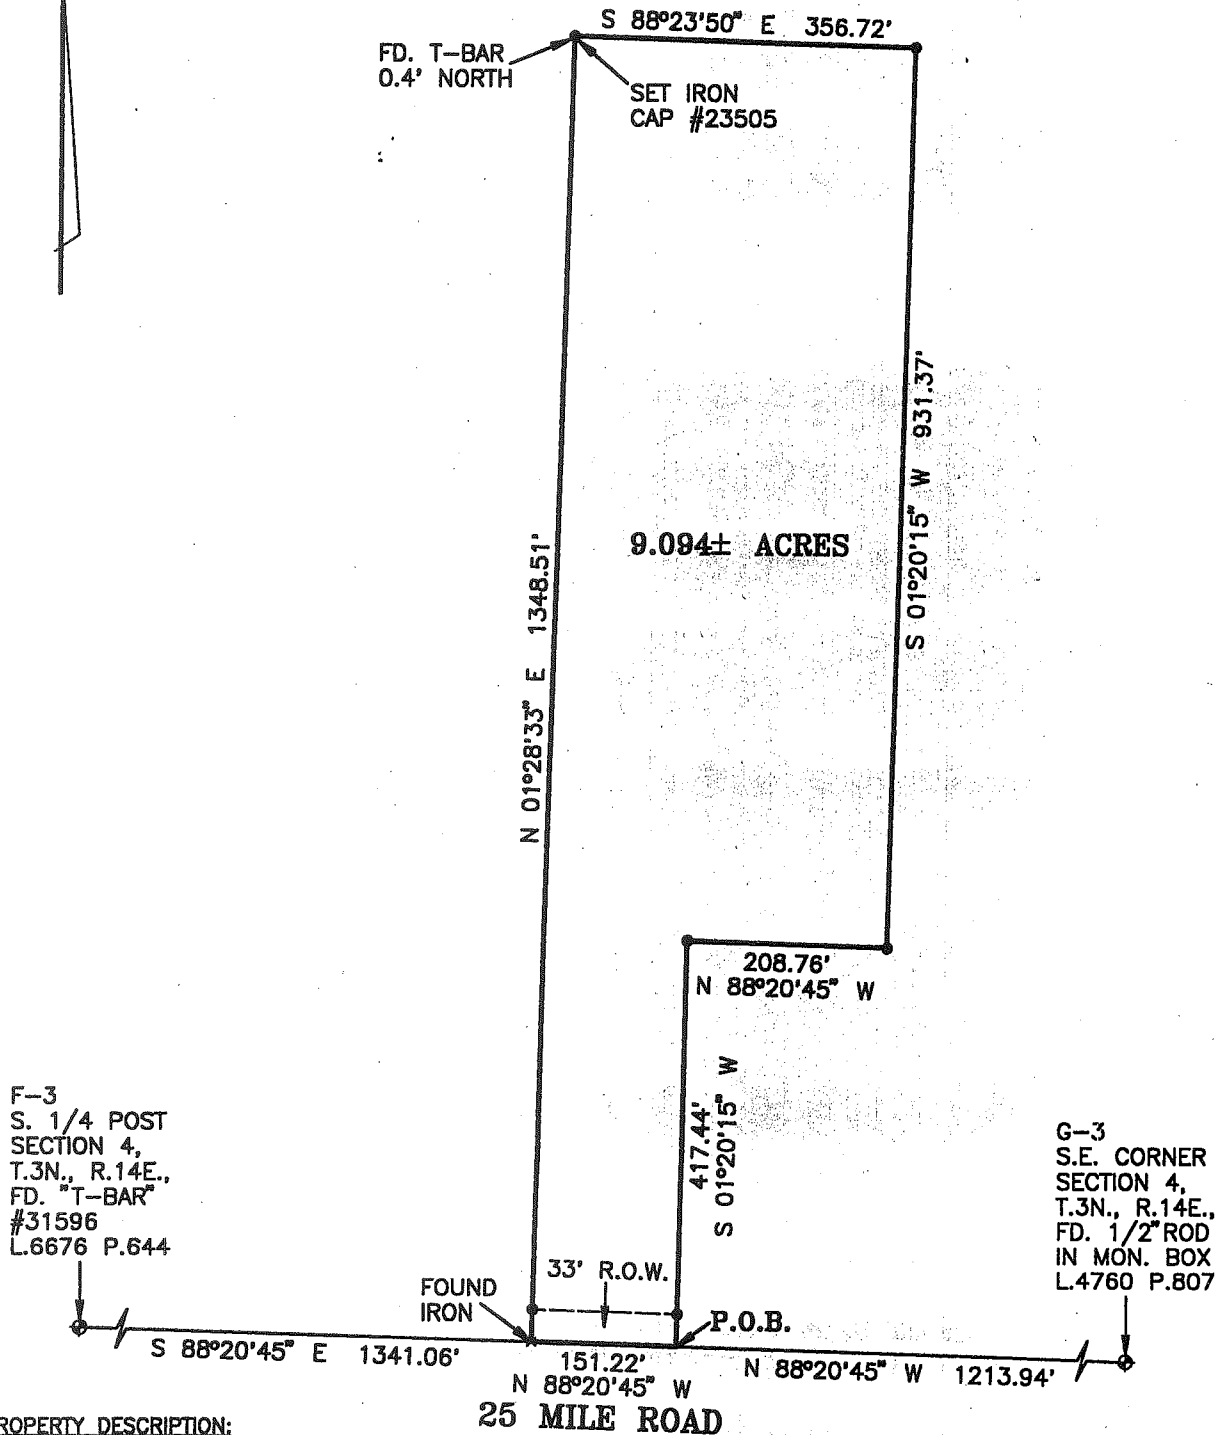 S 88°23'50" E 356.72'
FD. T-BAR
0.4' NORTH
SET IRON
CAP #23505
S 01°20'15" W 931.37'
9.094± ACRES
N 01°28'33" E 1348.51'
208.76'
N 88°20'45" W
417.44'
S 01°20'15" W
F-3
S. 1/4 POST
SECTION 4,
T.3N., R.14E.,
FD. "T-BAR"
#31596
L.6676 P.644
G-3
S.E. CORNER
SECTION 4,
T.3N., R.14E.,
FD. 1/2" ROD
IN MON. BOX
L.4760 P.807
33' R.O.W.
FOUND
IRON
P.O.B.
S 88°20'45" E 1341.06'
151.22'
N 88°20'45" W
N 88°20'45" W 1213.94'
25 MILE ROAD
ROPERTY DESCRIPTION: